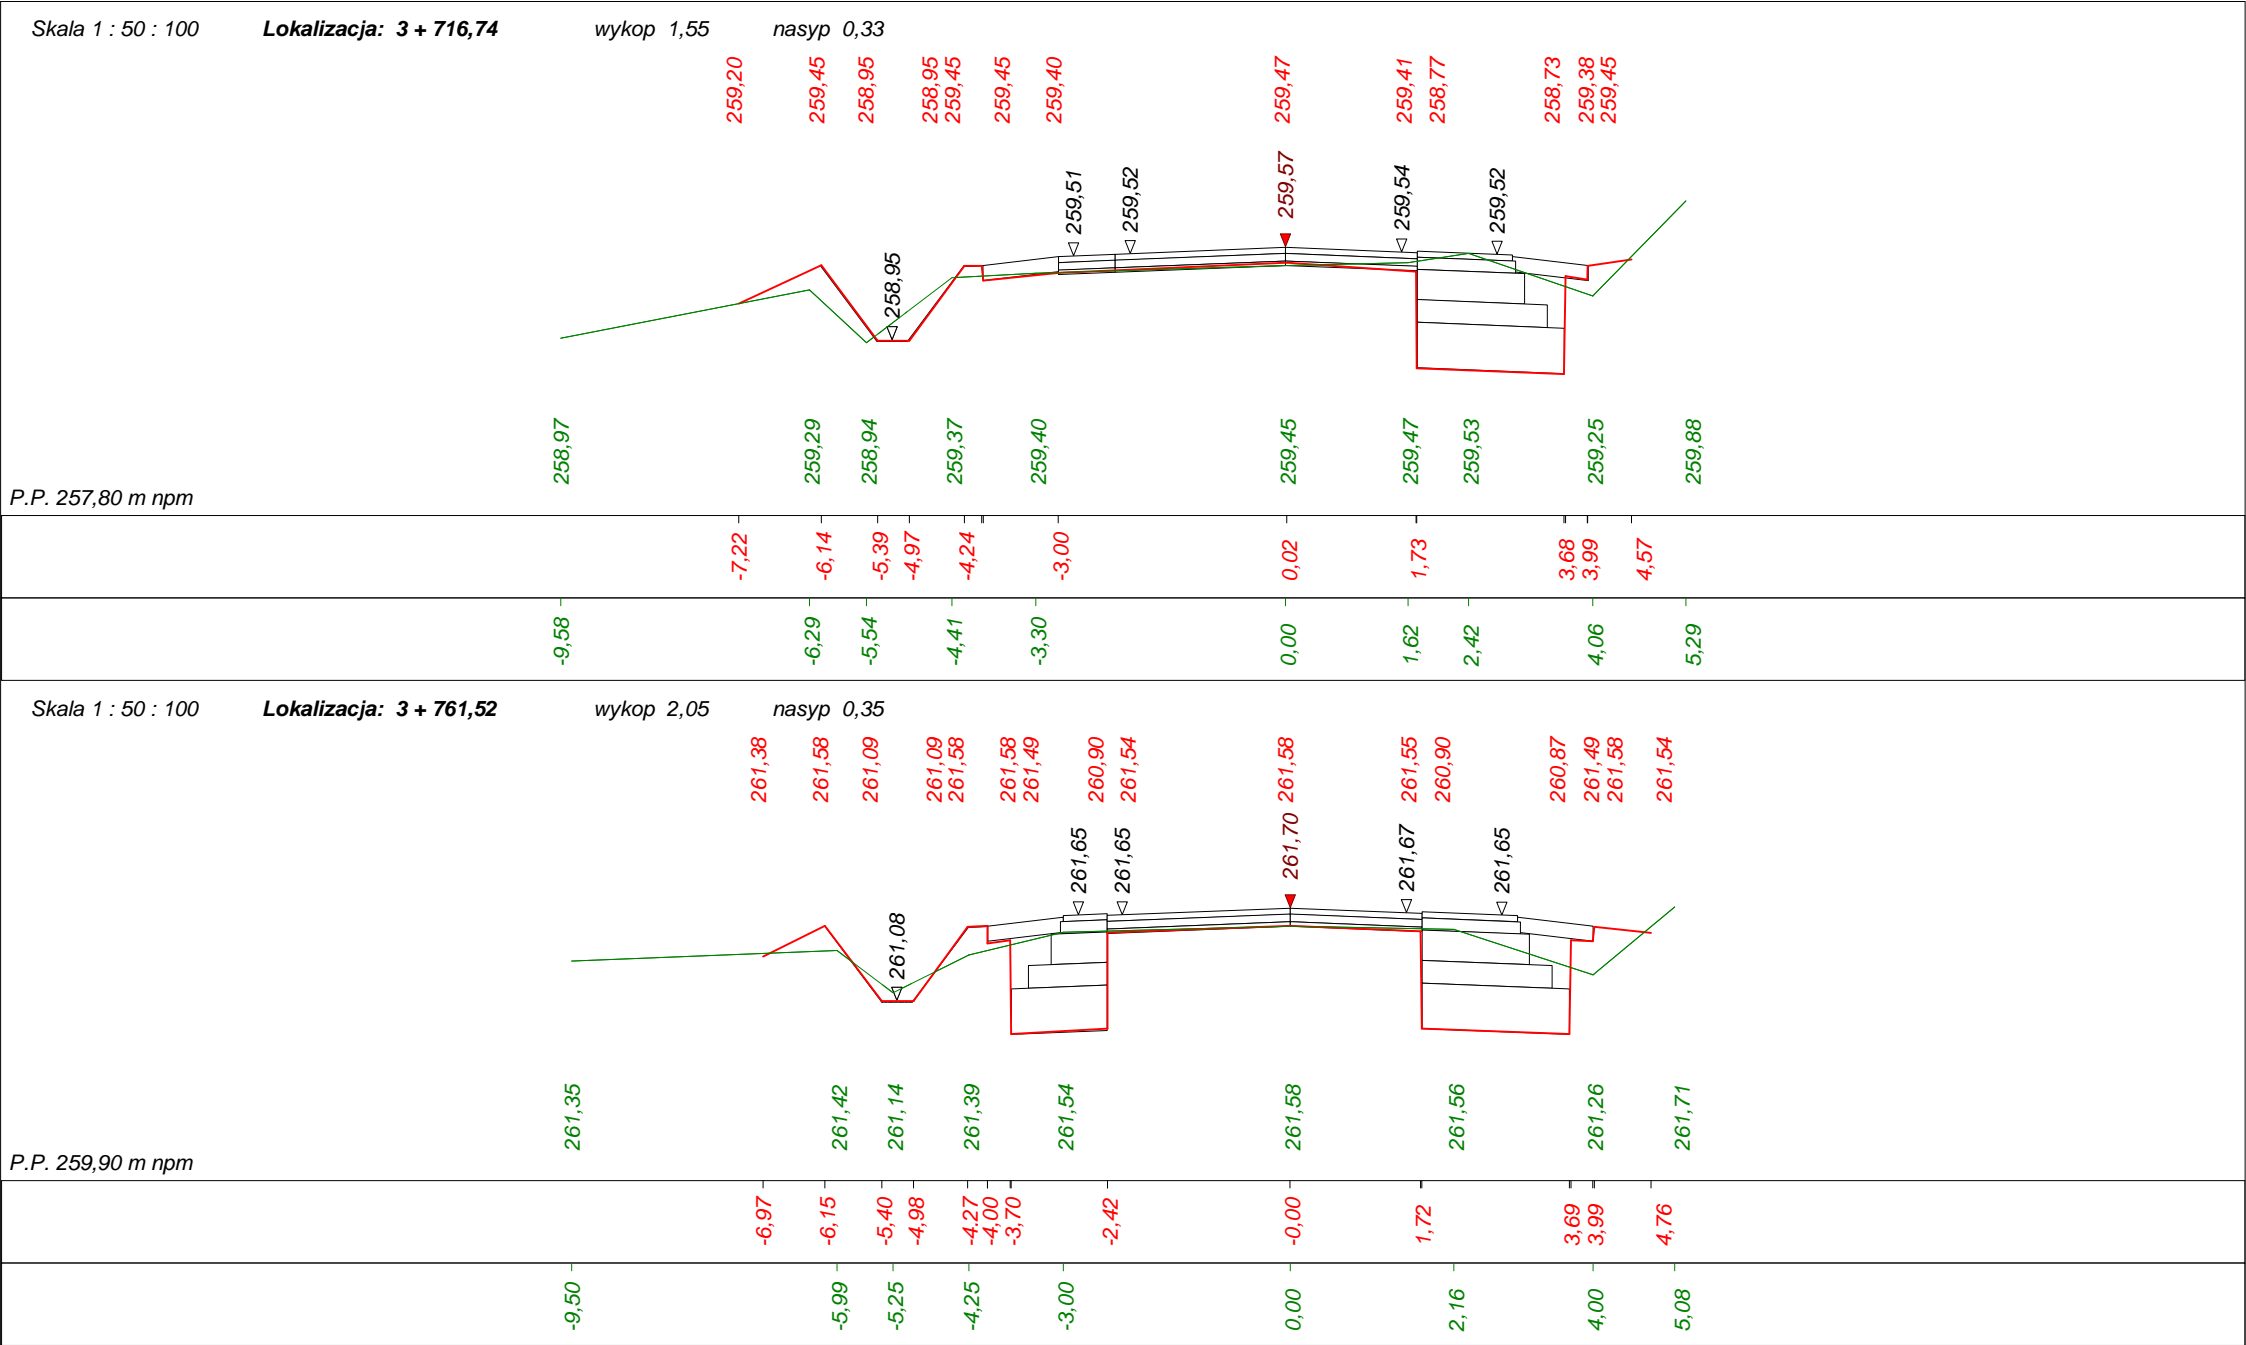 Skala 1 : 50 : 100 Lokalizacja: 3 + 716,74 wykop 1,55 nasyp 0,33
259,20 259,45 258,95 258,95 259,45 259,45 259,40 259,47 259,41 258,77 258,73 259,38 259,45
259,51 259,52 259,57 259,54 259,52
258,95
258,97 259,29 258,94 259,37 259,40 259,45 259,47 259,53 259,25 259,88
P.P. 257,80 m npm
-7,22 -6,14 -5,39 -4,97 -4,24 -3,00 0,02 1,73 3,68 3,99 4,57
-9,58 -6,29 -5,54 -4,41 -3,30 0,00 1,62 2,42 4,06 5,29
Skala 1 : 50 : 100 Lokalizacja: 3 + 761,52 wykop 2,05 nasyp 0,35
261,38 261,58 261,09 261,09 261,58 261,58 261,49 260,90 261,54 261,58 261,55 260,90 260,87 261,49 261,58 261,54
261,65 261,65 261,70 261,67 261,65
261,08
261,35 261,42 261,14 261,39 261,54 261,58 261,56 261,26 261,71
P.P. 259,90 m npm
-6,97 -6,15 -5,40 -4,98 -4.27 -4,00 -3,70 -2,42 -0,00 1,72 3,69 3,99 4,76
-9,50 -5,99 -5,25 -4,25 -3,00 0,00 2,16 4,00 5,08